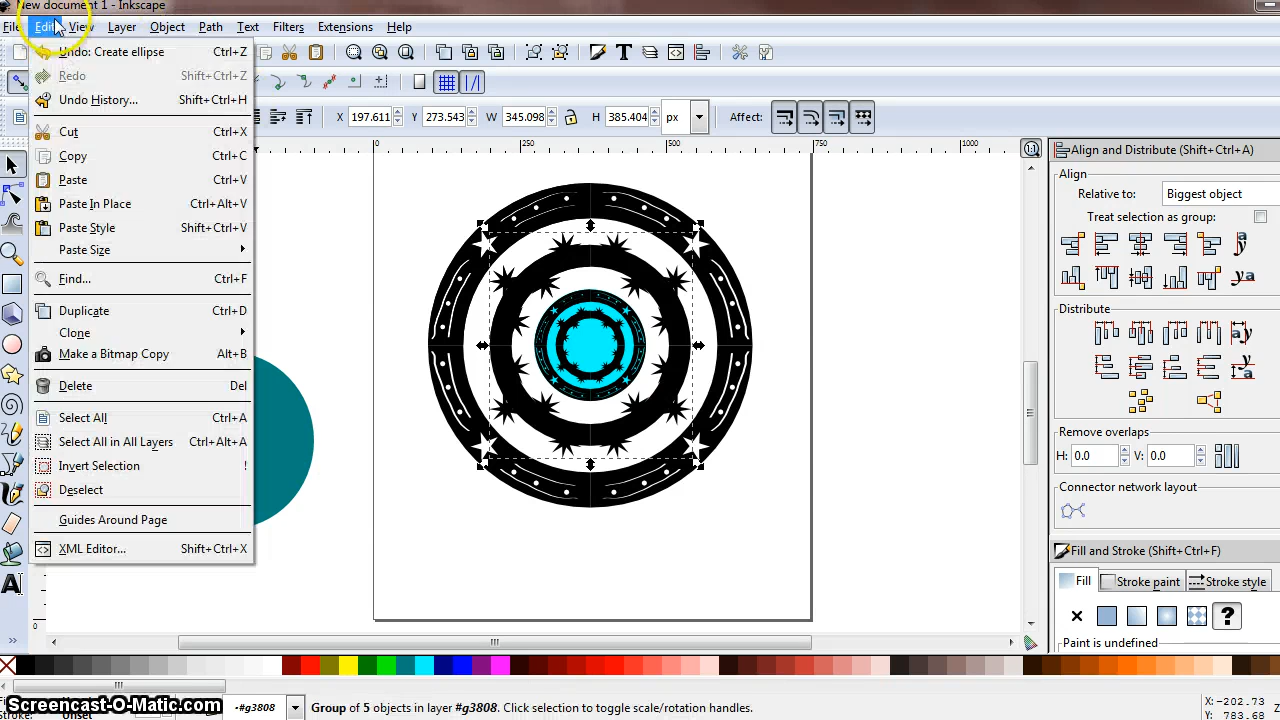 New document 1 - Inkscape
File Edit View Layer Object Path Text Filters Extensions Help
Undo: Create ellipse Ctrl+Z
Redo Shift+Ctrl+Z
Undo History... Shift+Ctrl+H
Cut Ctrl+X
Copy Ctrl+C
Paste Ctrl+V
Paste In Place Ctrl+Alt+V
Paste Style Shift+Ctrl+V
Paste Size
Find... Ctrl+F
Duplicate Ctrl+D
Clone
Make a Bitmap Copy Alt+B
Delete Del
Select All Ctrl+A
Select All in All Layers Ctrl+Alt+A
Invert Selection !
Deselect
Guides Around Page
XML Editor... Shift+Ctrl+X
X 197.611 Y 273.543 W 345.098 H 385.404 px Affect:
0 250 500 750 1000
Align and Distribute (Shift+Ctrl+A)
Align
Relative to: Biggest object
Treat selection as group:
Distribute
Remove overlaps
H: 0.0 V: 0.0
Connector network layout
Fill and Stroke (Shift+Ctrl+F)
Fill Stroke paint Stroke style
Paint is undefined
Screencast-O-Matic.com
#g3808
Group of 5 objects in layer #g3808. Click selection to toggle scale/rotation handles.
X: -202.73
Y: 783.68